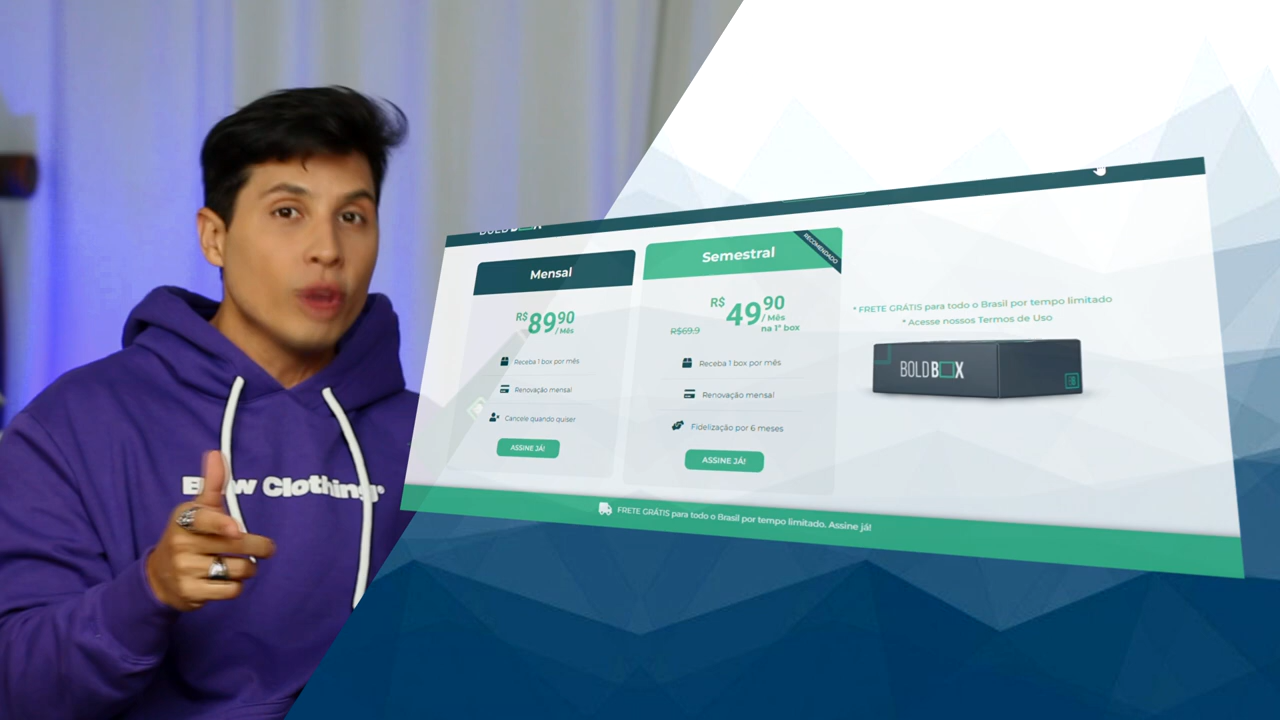 Clothing
BOLDBOX
Mensal
R$ 89,90
/ Mês
Receba 1 box por mês
Renovação mensal
Cancele quando quiser
ASSINE JÁ!
Semestral
RECOMENDADO
R$69.9
R$ 49,90
/ Mês
na 1ª box
Receba 1 box por mês
Renovação mensal
Fidelização por 6 meses
ASSINE JÁ!
* FRETE GRÁTIS para todo o Brasil por tempo limitado
* Acesse nossos Termos de Uso
BOLDBOX
FRETE GRÁTIS para todo o Brasil por tempo limitado. Assine já!